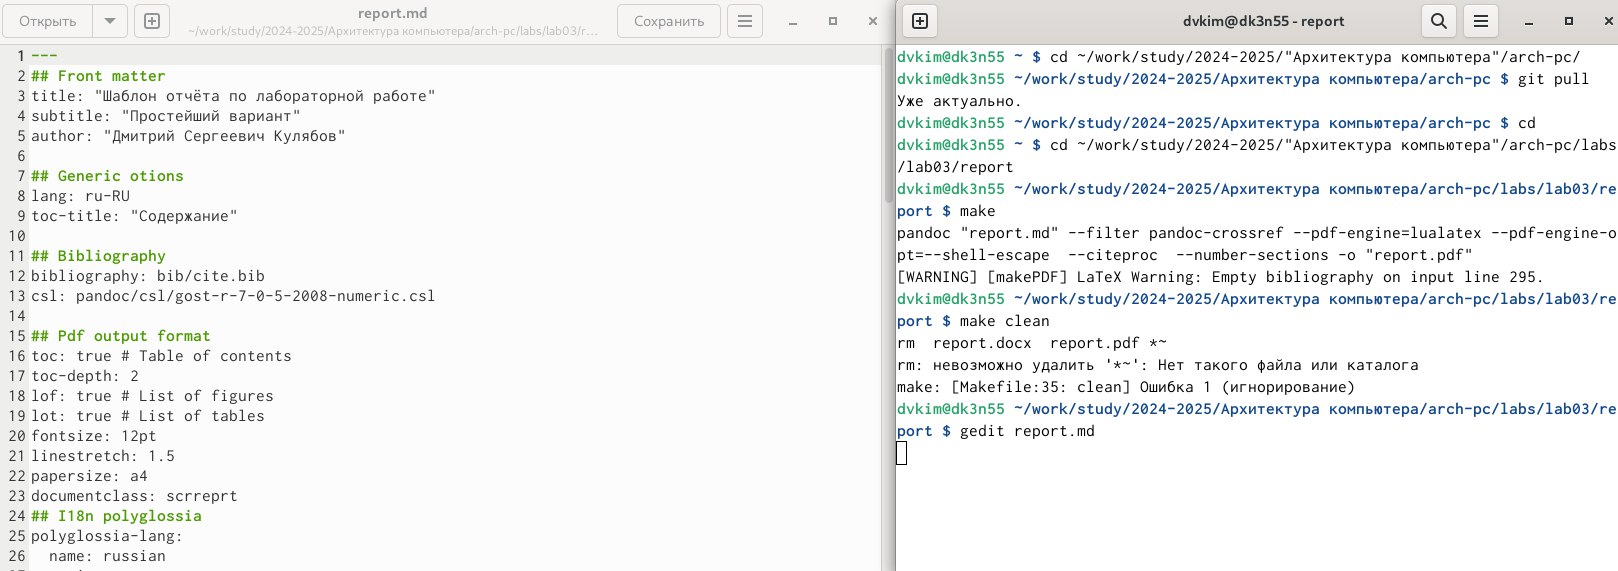 Открыть
report.md
~/work/study/2024-2025/Архитектура компьютера/arch-pc/labs/lab03/r…
Сохранить
1 ---
2 ## Front matter
3 title: "Шаблон отчёта по лабораторной работе"
4 subtitle: "Простейший вариант"
5 author: "Дмитрий Сергеевич Кулябов"
6
7 ## Generic otions
8 lang: ru-RU
9 toc-title: "Содержание"
10
11 ## Bibliography
12 bibliography: bib/cite.bib
13 csl: pandoc/csl/gost-r-7-0-5-2008-numeric.csl
14
15 ## Pdf output format
16 toc: true # Table of contents
17 toc-depth: 2
18 lof: true # List of figures
19 lot: true # List of tables
20 fontsize: 12pt
21 linestretch: 1.5
22 papersize: a4
23 documentclass: scrreprt
24 ## I18n polyglossia
25 polyglossia-lang:
26   name: russian
dvkim@dk3n55 - report
dvkim@dk3n55 ~ $ cd ~/work/study/2024-2025/"Архитектура компьютера"/arch-pc/
dvkim@dk3n55 ~/work/study/2024-2025/Архитектура компьютера/arch-pc $ git pull
Уже актуально.
dvkim@dk3n55 ~/work/study/2024-2025/Архитектура компьютера/arch-pc $ cd
dvkim@dk3n55 ~ $ cd ~/work/study/2024-2025/"Архитектура компьютера"/arch-pc/labs
/lab03/report
dvkim@dk3n55 ~/work/study/2024-2025/Архитектура компьютера/arch-pc/labs/lab03/re
port $ make
pandoc "report.md" --filter pandoc-crossref --pdf-engine=lualatex --pdf-engine-o
pt=--shell-escape  --citeproc  --number-sections -o "report.pdf"
[WARNING] [makePDF] LaTeX Warning: Empty bibliography on input line 295.
dvkim@dk3n55 ~/work/study/2024-2025/Архитектура компьютера/arch-pc/labs/lab03/re
port $ make clean
rm  report.docx  report.pdf *~
rm: невозможно удалить '*~': Нет такого файла или каталога
make: [Makefile:35: clean] Ошибка 1 (игнорирование)
dvkim@dk3n55 ~/work/study/2024-2025/Архитектура компьютера/arch-pc/labs/lab03/re
port $ gedit report.md